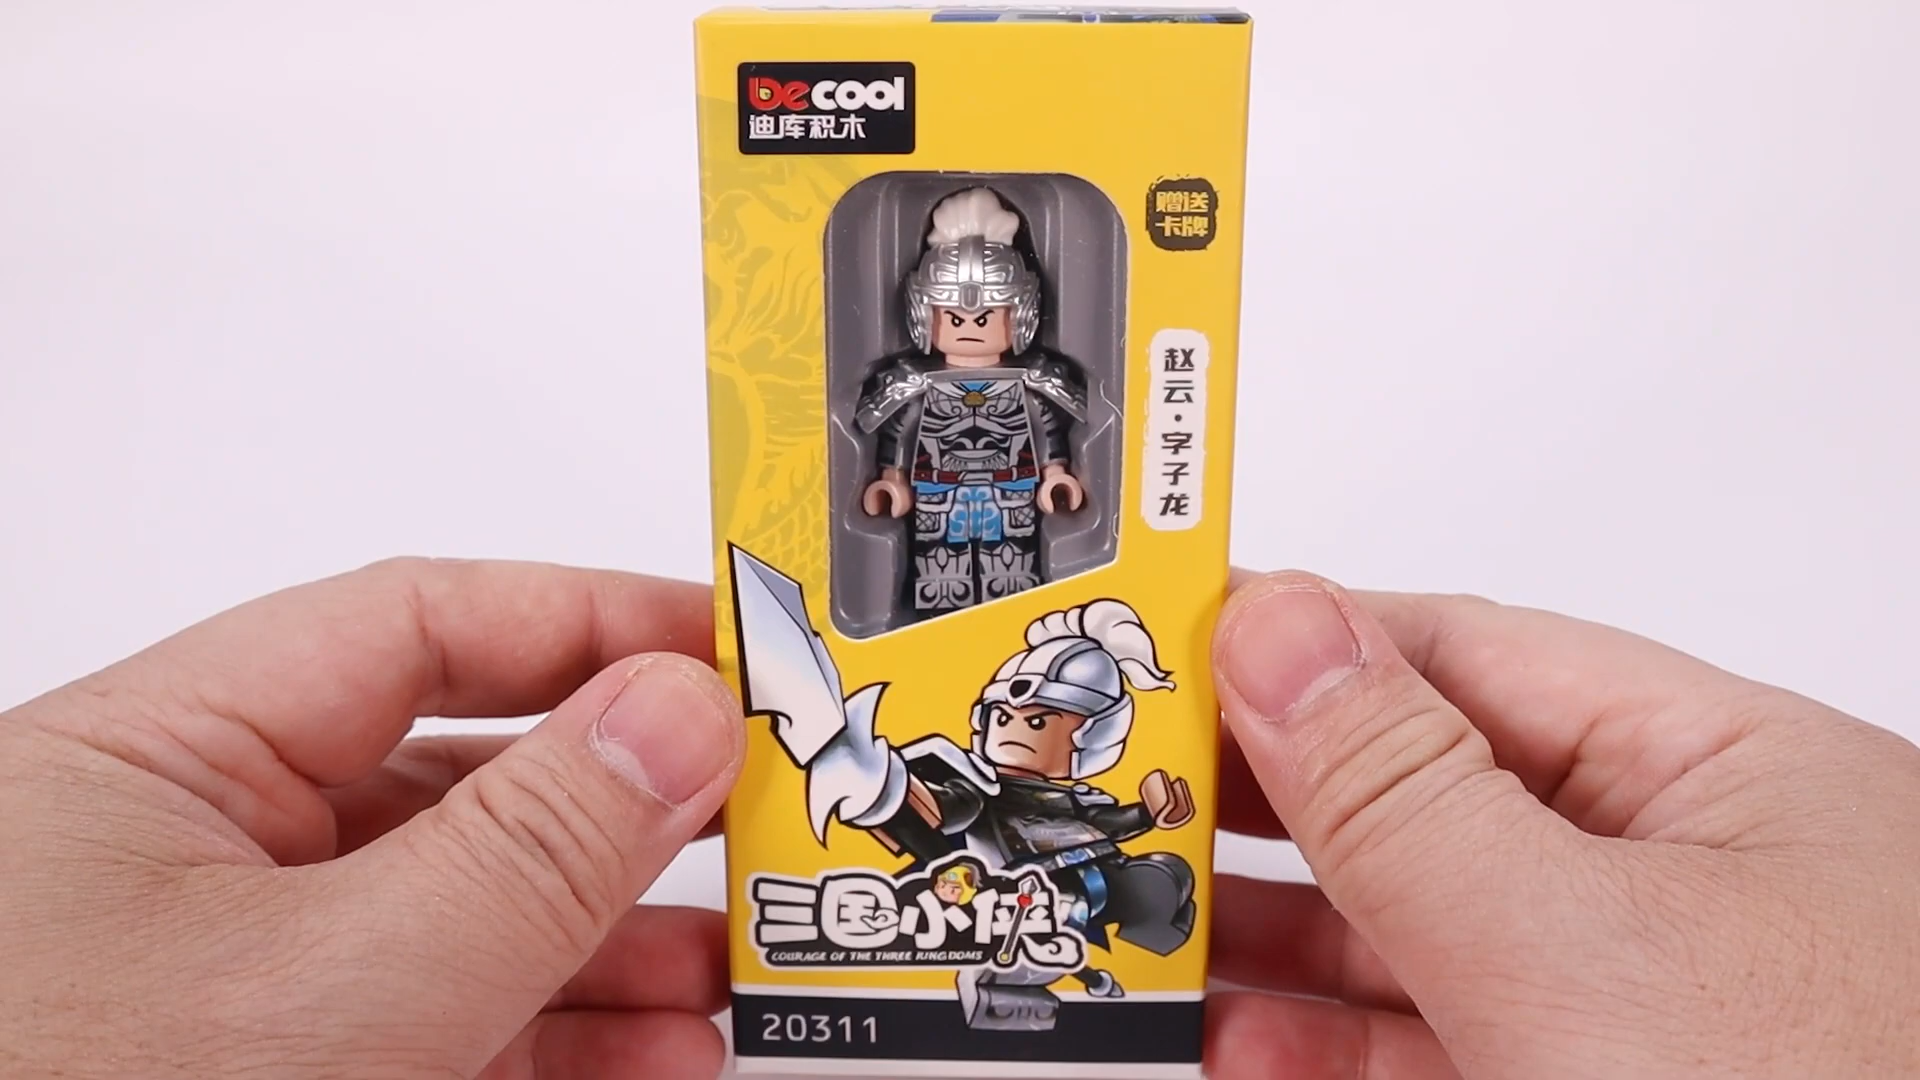 becool
迪库积木
赠送
卡牌
赵云·字子龙
三国小侠
COURAGE OF THE THREE KINGDOMS
20311